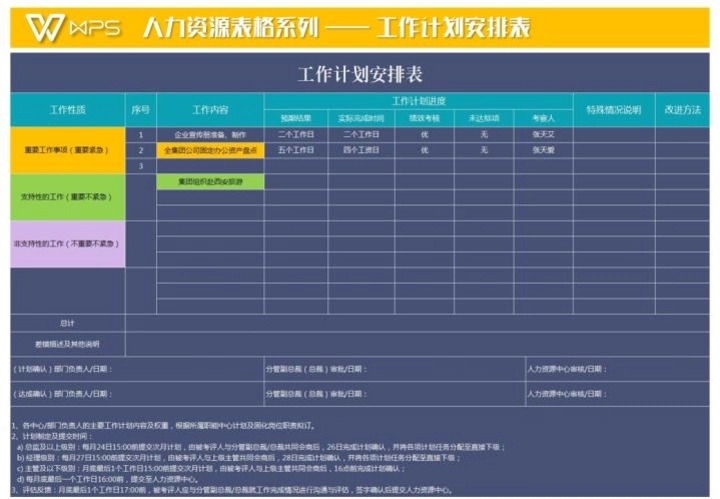 WPS 人力资源表格系列 —— 工作计划安排表
工作计划安排表
工作性质 序号 工作内容 工作计划进度 特殊情况说明 改进方法
预期结果 实际完成时间 绩效考核 未达标项 考察人
重要工作事项（重要紧急） 1 企业宣传册准备、制作 二个工作日 二个工作日 优 无 张天又
2 全集团公司固定办公资产盘点 五个工作日 四个工资日 优 无 张天爱
3
支持性的工作（重要不紧急） 集团组织赴西安旅游
非支持性的工作（不重要不紧急）
总计
差错描述及其他说明
（计划确认）部门负责人/日期： 分管副总裁（总裁）审批/日期： 人力资源中心审核/日期：
（达成确认）部门负责人/日期： 分管副总裁（总裁）审批/日期： 人力资源中心审核/日期：
1、各中心/部门负责人的主要工作计划内容及权重，根据所属职能中心计划及固化岗位职责拟订。
2、计划制定及提交时间：
a) 总监及以上级别：每月24日15:00前提交次月计划，由被考评人与分管副总裁/总裁共同会商后，26日完成计划确认，并将各项计划任务分配至直接下级；
b) 经理级别：每月27日15:00前提交次月计划，由被考评人与上级主管共同会商后，28日完成计划确认，并将各项计划任务分配至直接下级；
c) 主管及以下级别：月底最后1个工作日15:00前提交次月计划，由被考评人与上级主管共同会商后，16点前完成计划确认；
d) 每月底最后一个工作日16:00前，提交至人力资源中心。
3、评估反馈：月底最后1个工作日17:00前，被考评人应与分管副总裁/总裁就工作完成情况进行沟通与评估，签字确认后提交人力资源中心。